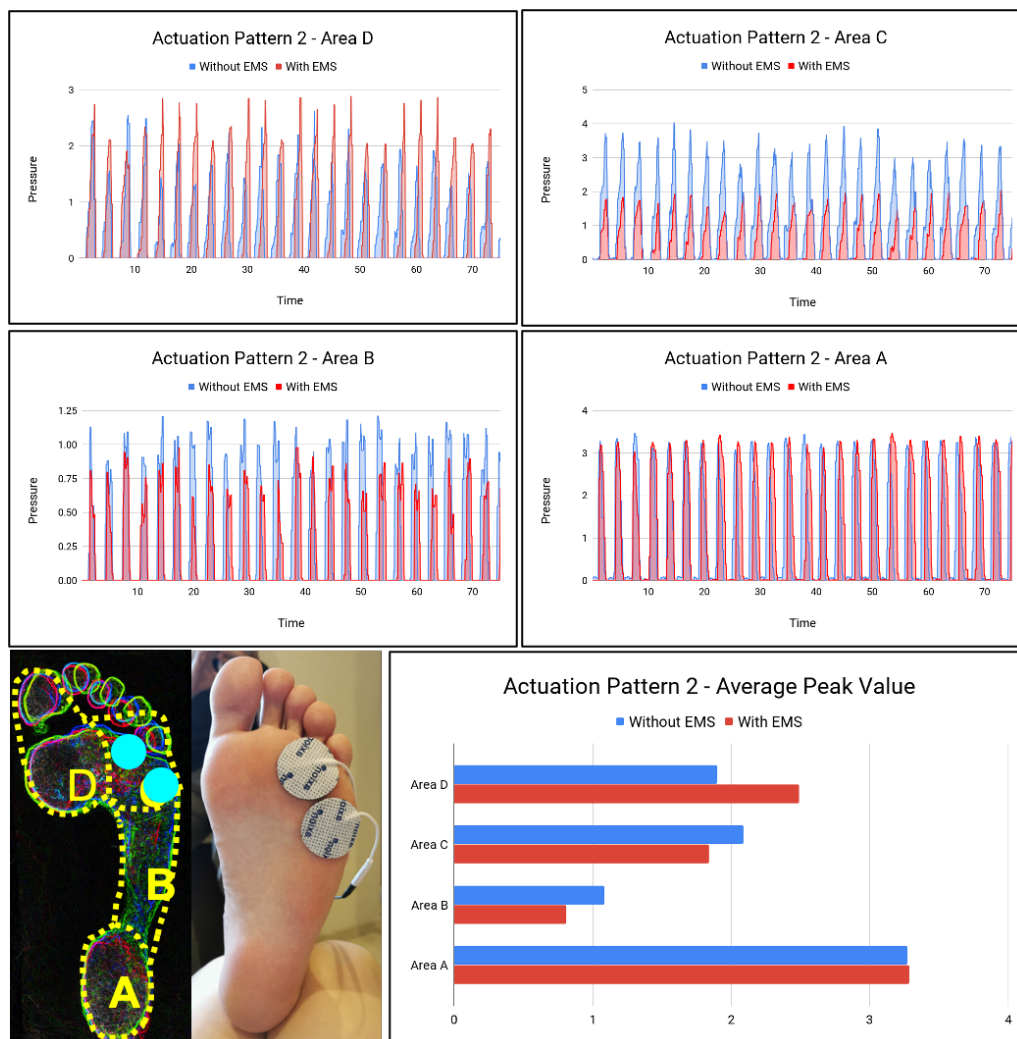 Actuation Pattern 2 - Area D
Without EMS With EMS
Pressure
3
2
1
0
10 20 30 40 50 60 70
Time
Actuation Pattern 2 - Area C
Without EMS With EMS
Pressure
5
4
3
2
1
0
10 20 30 40 50 60 70
Time
Actuation Pattern 2 - Area B
Without EMS With EMS
Pressure
1.25
1.00
0.75
0.50
0.25
0.00
10 20 30 40 50 60 70
Time
Actuation Pattern 2 - Area A
Without EMS With EMS
Pressure
4
3
2
1
0
10 20 30 40 50 60 70
Time
D
B
A
Actuation Pattern 2 - Average Peak Value
Without EMS With EMS
Area D
Area C
Area B
Area A
0 1 2 3 4